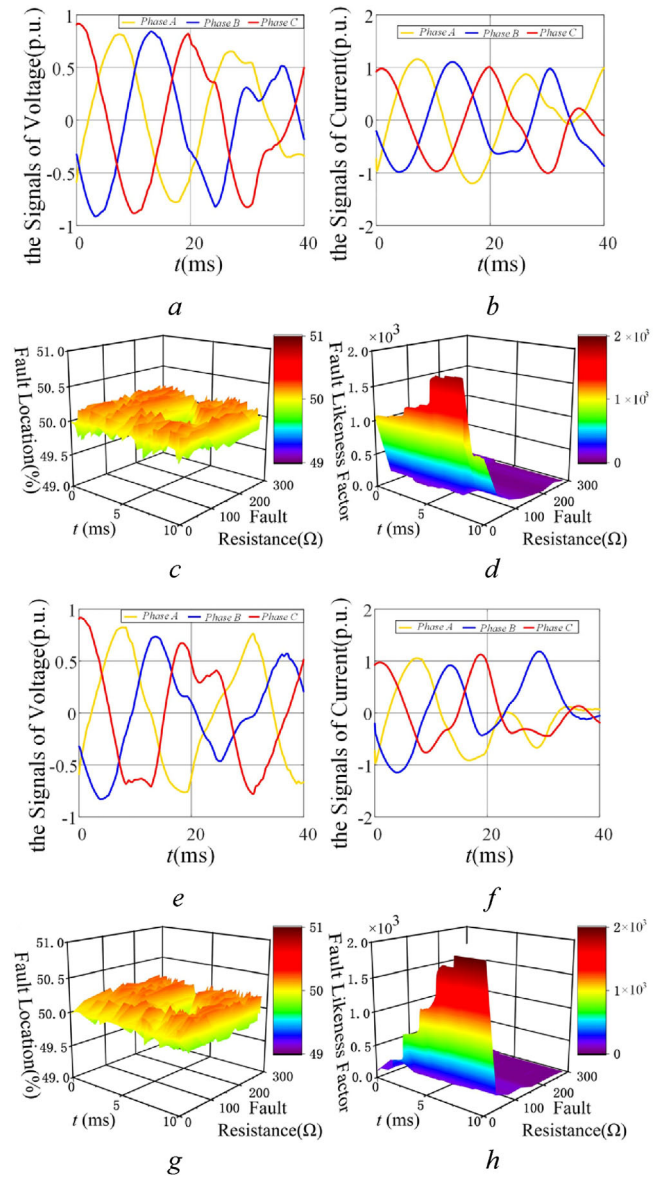 the Signals of Voltage(p.u.)
1
0.5
0
-0.5
-1
Phase A Phase B Phase C
0 20 40
t(ms)
a
the Signals of Current(p.u.)
2
1
0
-1
-2
Phase A Phase B Phase C
0 20 40
t(ms)
b
Fault Location(%)
51.0
50.5
50.0
49.5
49.0
0 5 10
t (ms)
0 100 200 300
Fault
Resistance(Ω)
51
50
49
c
Fault Likeness Factor
×10³
2.0
1.5
1.0
0.5
0.0
0 5 10
t (ms)
0 100 200 300
Fault
Resistance(Ω)
2×10³
1×10³
0
d
the Signals of Voltage(p.u.)
1
0.5
0
-0.5
-1
Phase A Phase B Phase C
0 20 40
t(ms)
e
the Signals of Current(p.u.)
2
1
0
-1
-2
Phase A Phase B Phase C
0 20 40
t(ms)
f
Fault Location(%)
51.0
50.5
50.0
49.5
49.0
0 5 10
t (ms)
0 100 200 300
Fault
Resistance(Ω)
51
50
49
g
Fault Likeness Factor
×10³
2.0
1.5
1.0
0.5
0.0
0 5 10
t (ms)
0 100 200 300
Fault
Resistance(Ω)
2×10³
1×10³
0
h